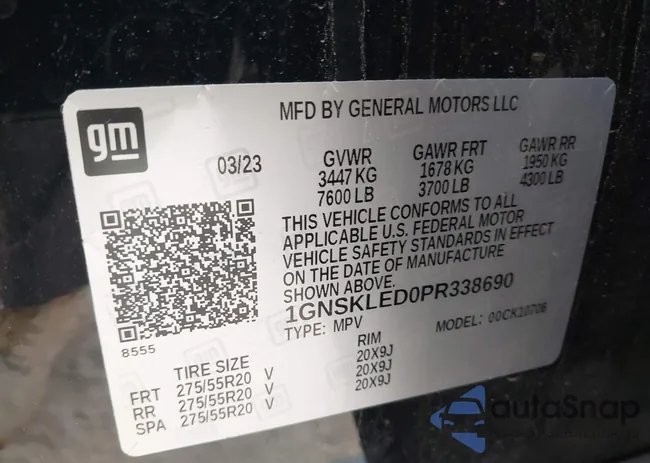 gm
MFD BY GENERAL MOTORS LLC
03/23 GVWR GAWR FRT GAWR RR
3447 KG 1678 KG 1950 KG
7600 LB 3700 LB 4300 LB
THIS VEHICLE CONFORMS TO ALL
APPLICABLE U.S. FEDERAL MOTOR
VEHICLE SAFETY STANDARDS IN EFFECT
ON THE DATE OF MANUFACTURE
1GNSKLED0PR338690
TYPE: MPV MODEL: 00CK10706
8555
TIRE SIZE RIM
FRT 275/55R20 V 20X9J
RR 275/55R20 V 20X9J
SPA 275/55R20 V 20X9J
autoSnap